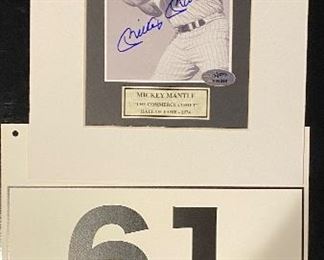 Mickey Mantle
MICKEY MANTLE
"THE COMMERCE COMET"
HALL OF FAME - 1974
61